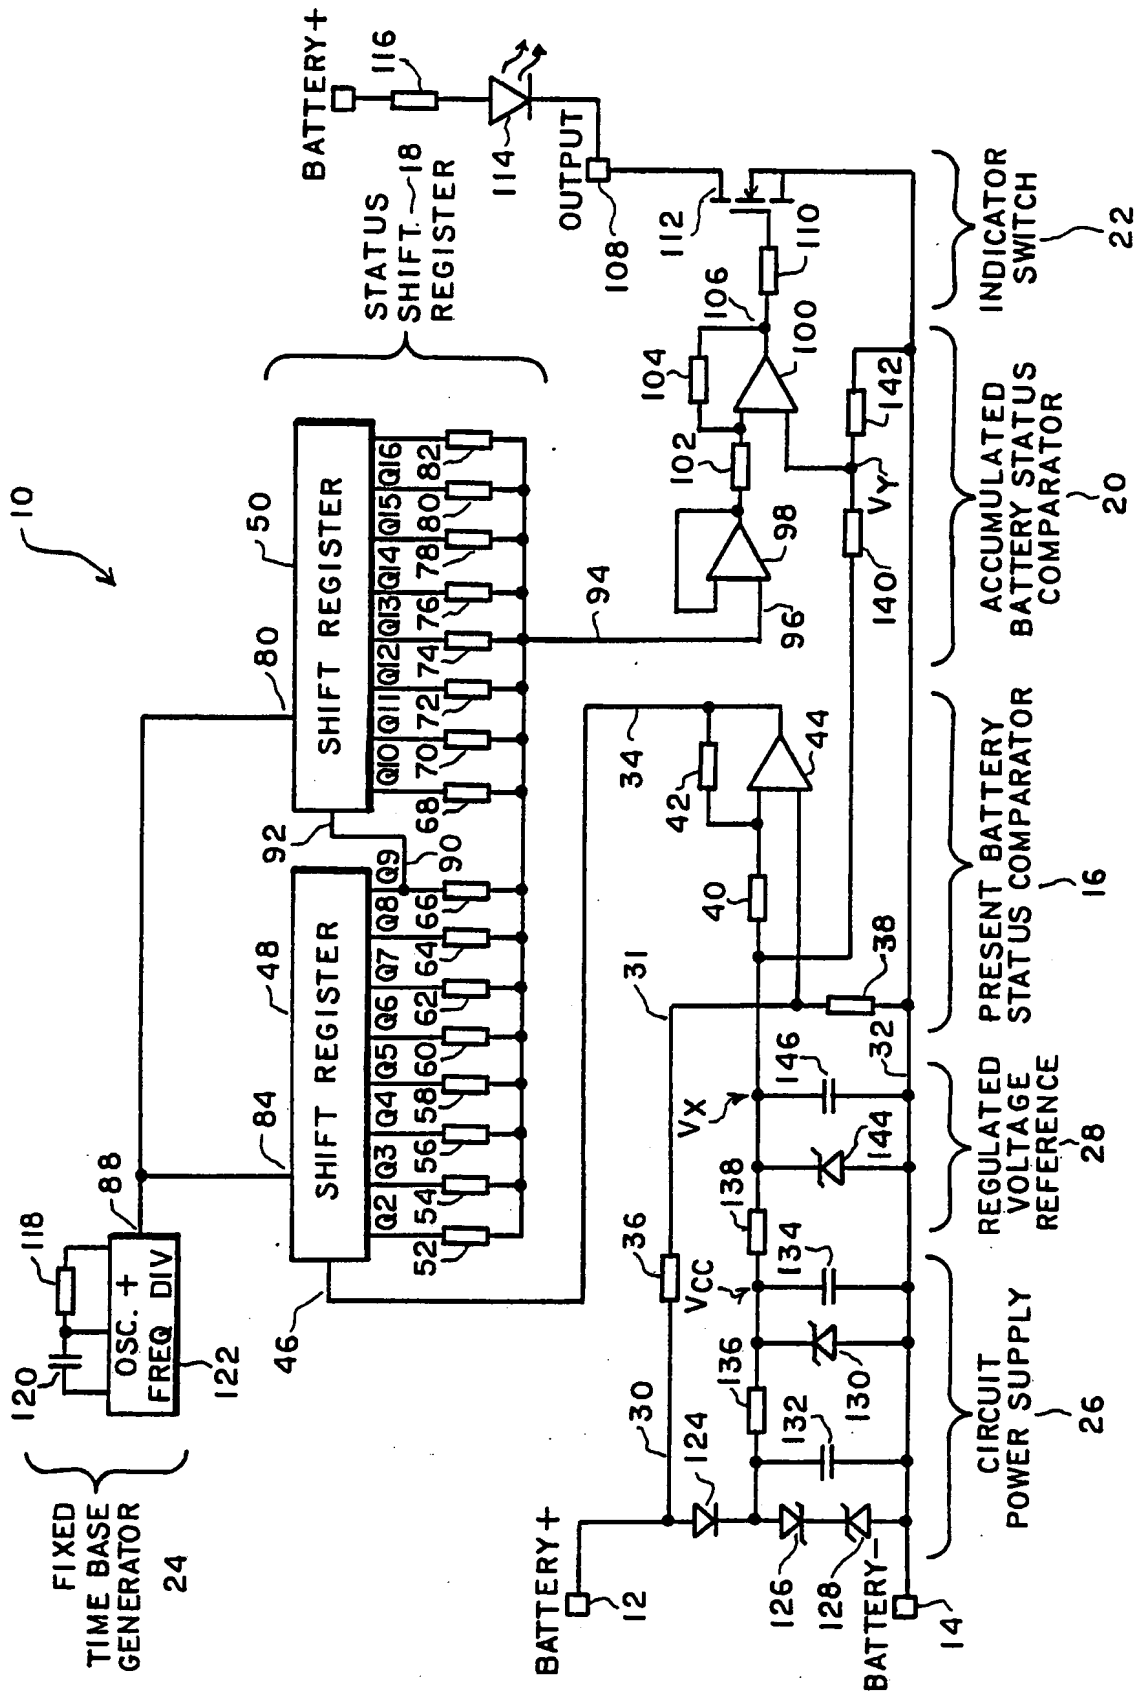 10
FIXED
TIME BASE
GENERATOR
24
120
118
OSC. +
FREQ DIV
122
88
84
80
46
SHIFT REGISTER
48
92
SHIFT REGISTER
50
Q2
Q3
Q4
Q5
Q6
Q7
Q8
Q9
Q10
Q11
Q12
Q13
Q14
Q15
Q16
52
54
56
58
60
62
64
66
90
68
70
72
74
76
78
80
82
STATUS
SHIFT
REGISTER
18
BATTERY+
116
114
OUTPUT
108
112
110
106
104
102
100
98
96
94
34
42
44
40
31
38
36
30
BATTERY+
12
124
126
128
BATTERY-
14
132
136
130
VCC
134
138
144
VX
146
32
140
VY
142
CIRCUIT
POWER SUPPLY
26
REGULATED
VOLTAGE
REFERENCE
28
PRESENT BATTERY
STATUS COMPARATOR
16
ACCUMULATED
BATTERY STATUS
COMPARATOR
20
INDICATOR
SWITCH
22